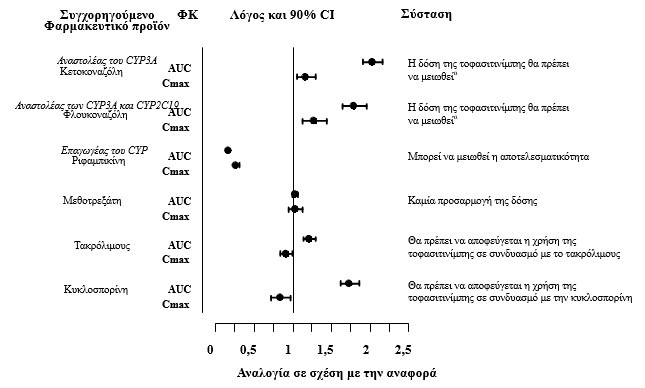 Συγχορηγούμενο
Φαρμακευτικό προϊόν
ΦΚ
Λόγος και 90% CI
Σύσταση
Αναστολέας του CYP3A
Κετοκοναζόλη
AUC
Cmax
Η δόση της τοφασιτινίμπης θα πρέπει
να μειωθεία
Αναστολέας των CYP3A και CYP2C19
Φλουκοναζόλη
AUC
Cmax
Η δόση της τοφασιτινίμπης θα πρέπει
να μειωθεία
Επαγωγέας του CYP
Ριφαμπικίνη
AUC
Cmax
Μπορεί να μειωθεί η αποτελεσματικότητα
Μεθοτρεξάτη
AUC
Cmax
Καμία προσαρμογή της δόσης
Τακρόλιμους
AUC
Cmax
Θα πρέπει να αποφεύγεται η χρήση της
τοφασιτινίμπης σε συνδυασμό με το τακρόλιμους
Κυκλοσπορίνη
AUC
Cmax
Θα πρέπει να αποφεύγεται η χρήση της
τοφασιτινίμπης σε συνδυασμό με την κυκλοσπορίνη
0 0,5 1 1,5 2 2,5
Αναλογία σε σχέση με την αναφορά